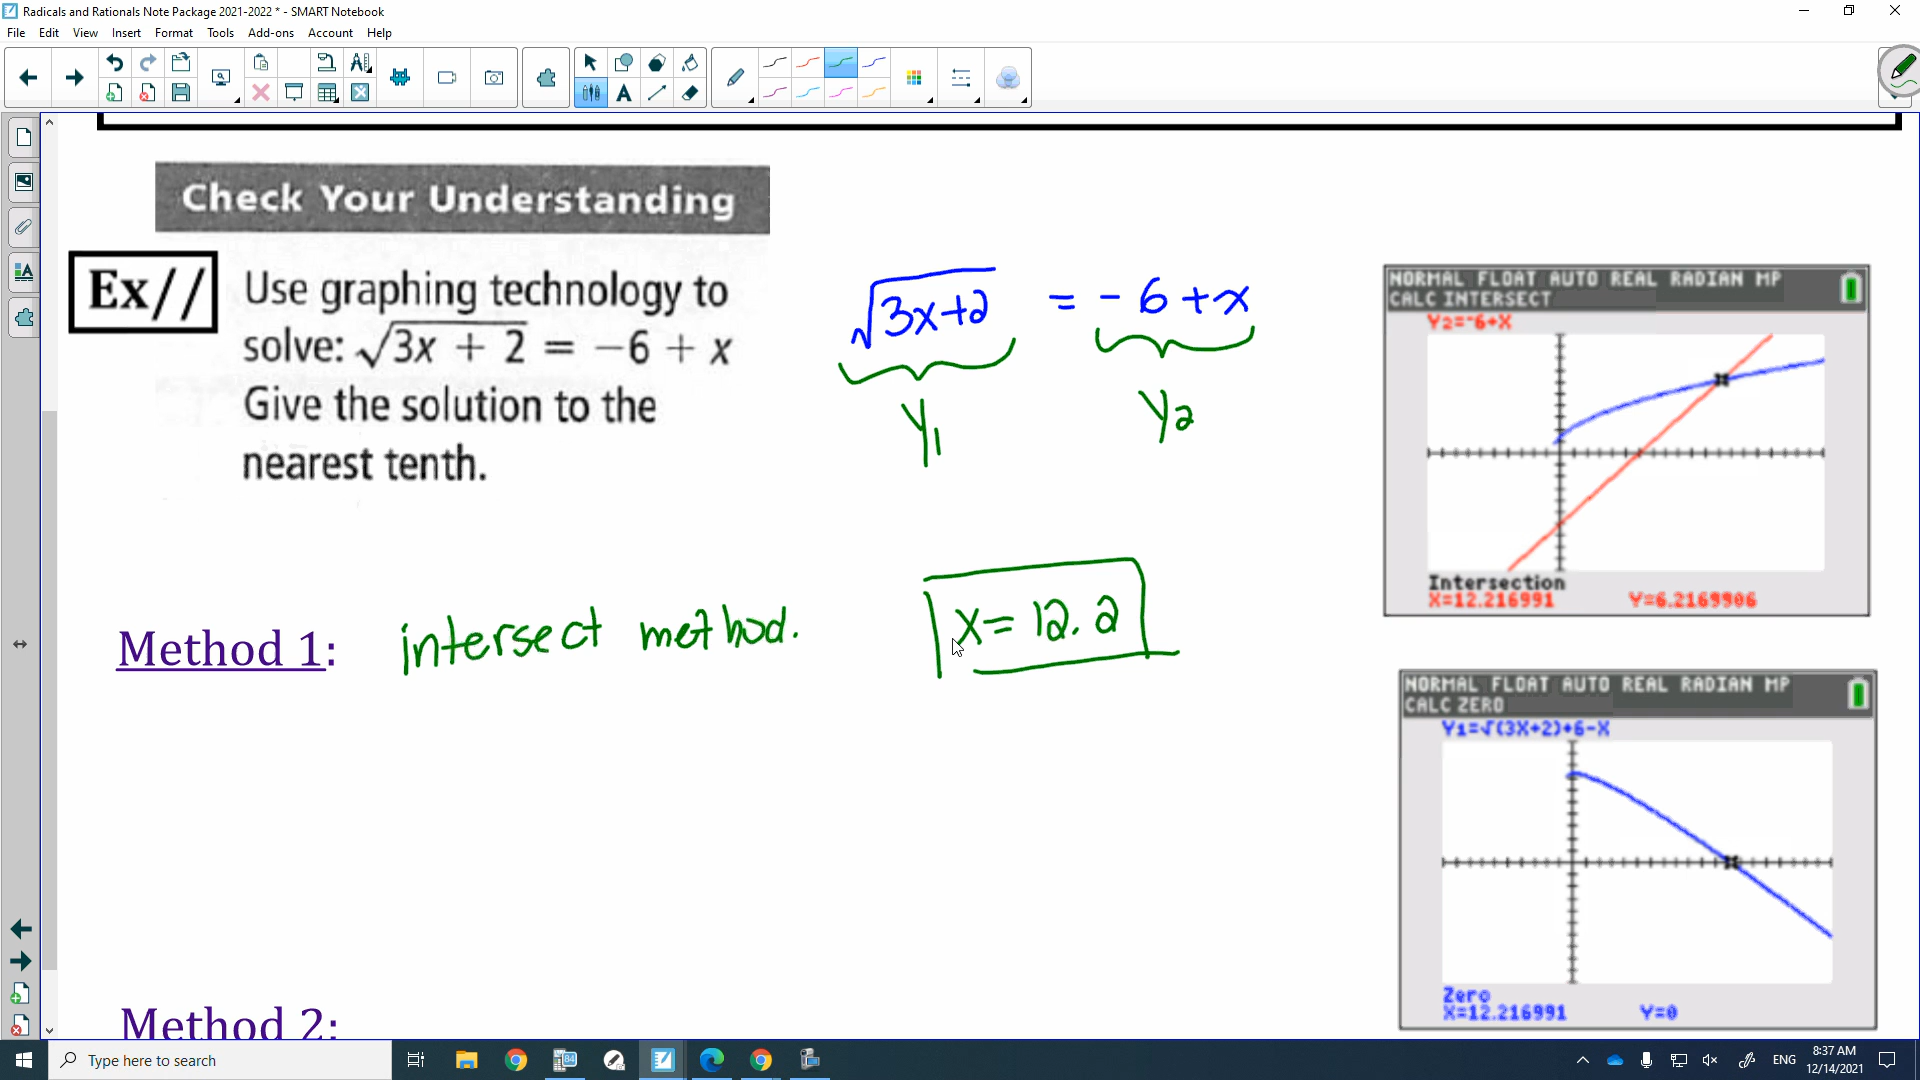 Radicals and Rationals Note Package 2021-2022 * - SMART Notebook
File Edit View Insert Format Tools Add-ons Account Help
Check Your Understanding
Ex//
Use graphing technology to
solve: √3x + 2 = −6 + x
Give the solution to the
nearest tenth.
√3x+2 = - 6 + x
Y1 Y2
NORMAL FLOAT AUTO REAL RADIAN MP
CALC INTERSECT
Y2=-6+X
Intersection
X=12.216991 Y=6.2169906
Method 1: intersect method. x = 12.2
NORMAL FLOAT AUTO REAL RADIAN MP
CALC ZERO
Y1=√(3X+2)+6-X
Zero
X=12.216991 Y=0
Method 2:
Type here to search
84
ENG
8:37 AM
12/14/2021